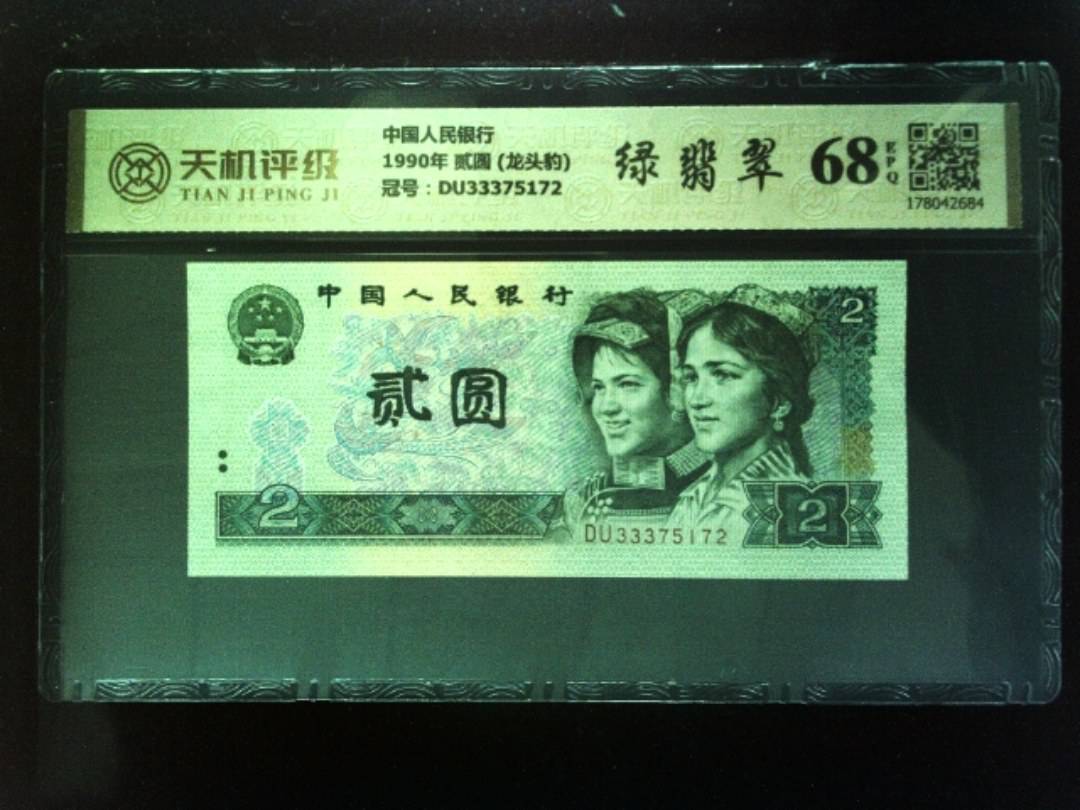 天机评级
TIAN JI PING JI
中国人民银行
1990年 贰圆 (龙头豹)
冠号：DU33375172
绿翡翠
68
EPQ
178042684
中国人民银行
2
贰圆
2
DU33375172
2